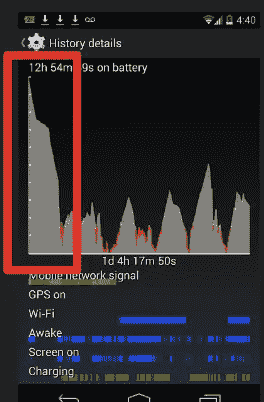 4:40
History details
12h 54m 9s on battery
1d 4h 17m 50s
Mobile network signal
GPS on
Wi-Fi
Awake
Screen on
Charging